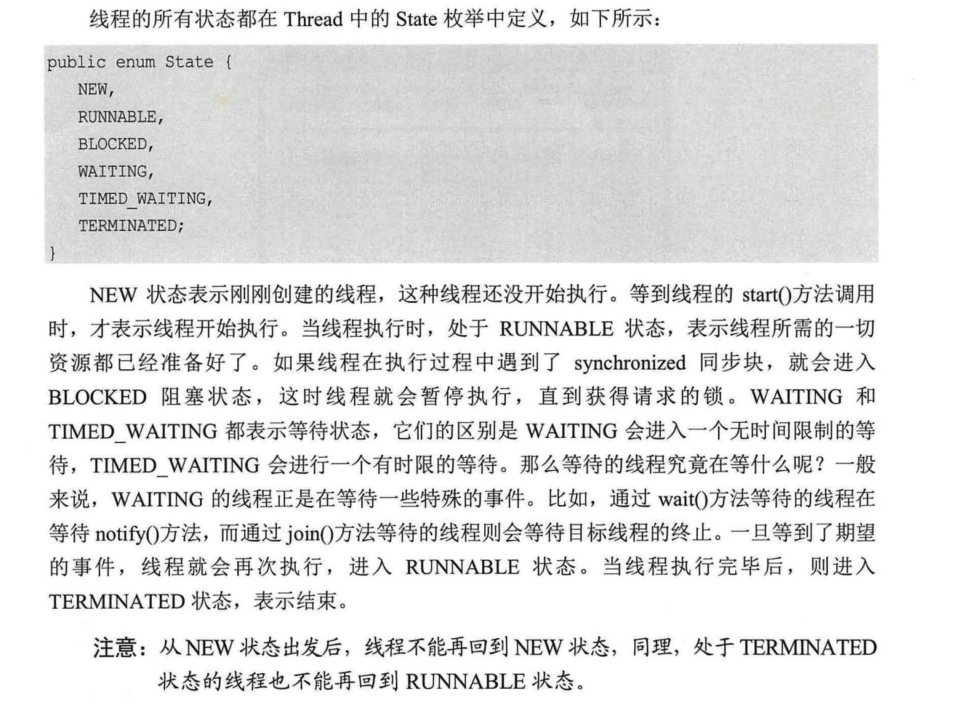 线程的所有状态都在 Thread 中的 State 枚举中定义，如下所示：
public enum State {
NEW,
RUNNABLE,
BLOCKED,
WAITING,
TIMED_WAITING,
TERMINATED;
}
NEW 状态表示刚刚创建的线程，这种线程还没开始执行。等到线程的 start()方法调用
时，才表示线程开始执行。当线程执行时，处于 RUNNABLE 状态，表示线程所需的一切
资源都已经准备好了。如果线程在执行过程中遇到了 synchronized 同步块，就会进入
BLOCKED 阻塞状态，这时线程就会暂停执行，直到获得请求的锁。WAITING 和
TIMED_WAITING 都表示等待状态，它们的区别是 WAITING 会进入一个无时间限制的等
待，TIMED_WAITING 会进行一个有时限的等待。那么等待的线程究竟在等什么呢？一般
来说，WAITING 的线程正是在等待一些特殊的事件。比如，通过 wait()方法等待的线程在
等待 notify()方法，而通过 join()方法等待的线程则会等待目标线程的终止。一旦等到了期望
的事件，线程就会再次执行，进入 RUNNABLE 状态。当线程执行完毕后，则进入
TERMINATED 状态，表示结束。
注意：从 NEW 状态出发后，线程不能再回到 NEW 状态，同理，处于 TERMINATED
状态的线程也不能再回到 RUNNABLE 状态。